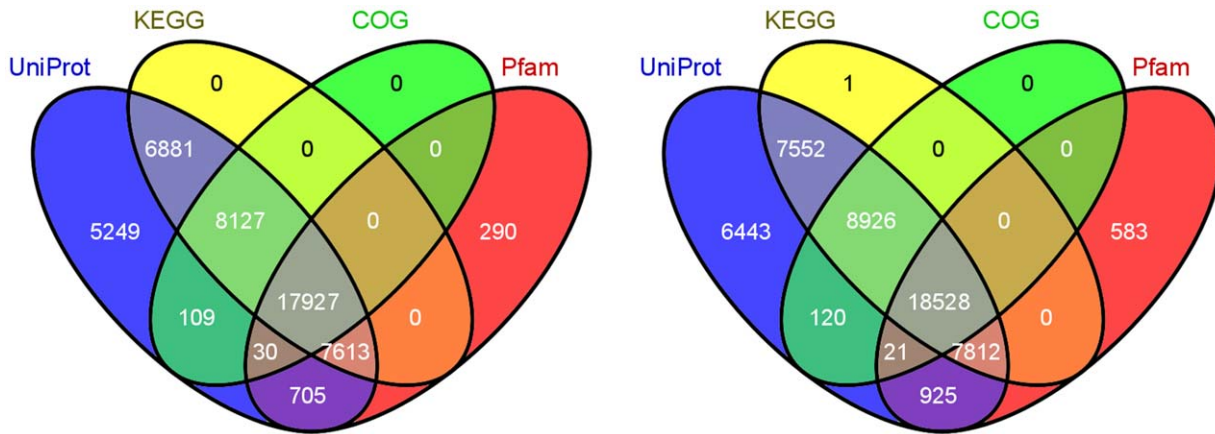 KEGG COG
UniProt Pfam
0 0
6881 0 0
5249 8127 0 290
17927
109 0
30 7613
705
KEGG COG
UniProt Pfam
1 0
7552 0 0
6443 8926 0 583
18528
120 0
21 7812
925